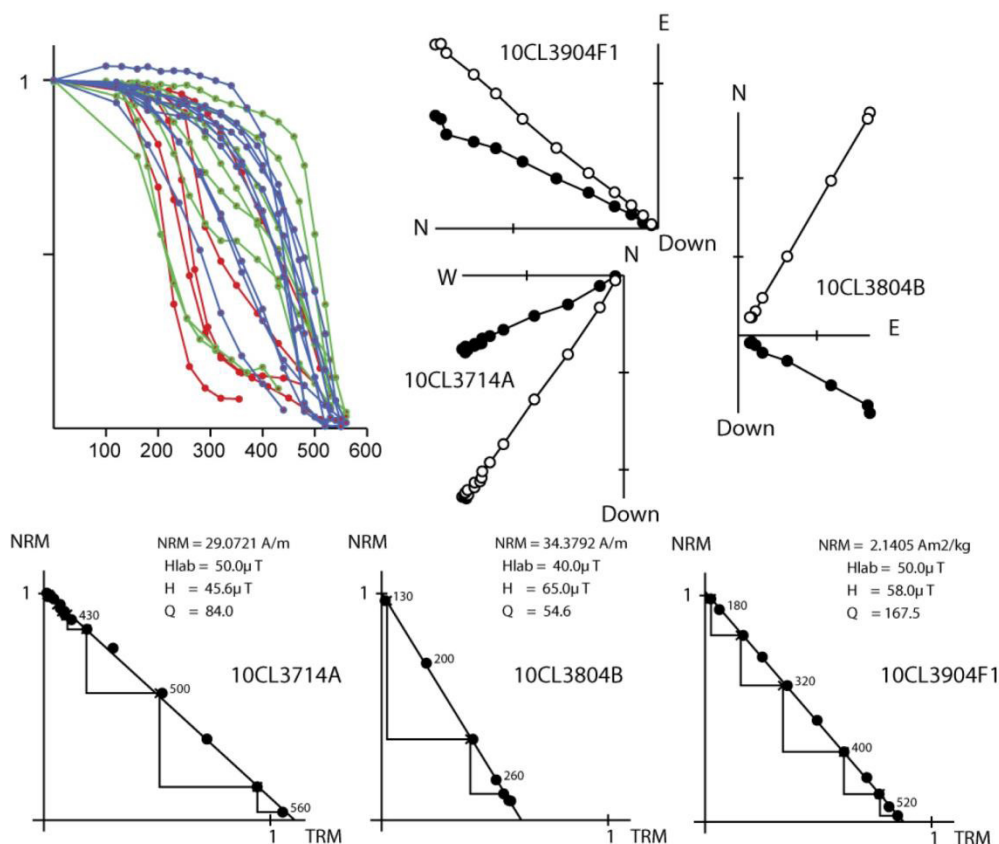 1
100 200 300 400 500 600
E
10CL3904F1
N
Down
N
W
10CL3714A
Down
N
10CL3804B
E
Down
NRM
NRM = 29.0721 A/m
Hlab = 50.0μ T
H = 45.6μ T
Q = 84.0
1
430
10CL3714A
500
560
1
TRM
NRM
NRM = 34.3792 A/m
Hlab = 40.0μ T
H = 65.0μ T
Q = 54.6
1
130
200
10CL3804B
260
1
TRM
NRM
NRM = 2.1405 Am2/kg
Hlab = 50.0μ T
H = 58.0μ T
Q = 167.5
1
180
10CL3904F1
320
400
520
1
TRM